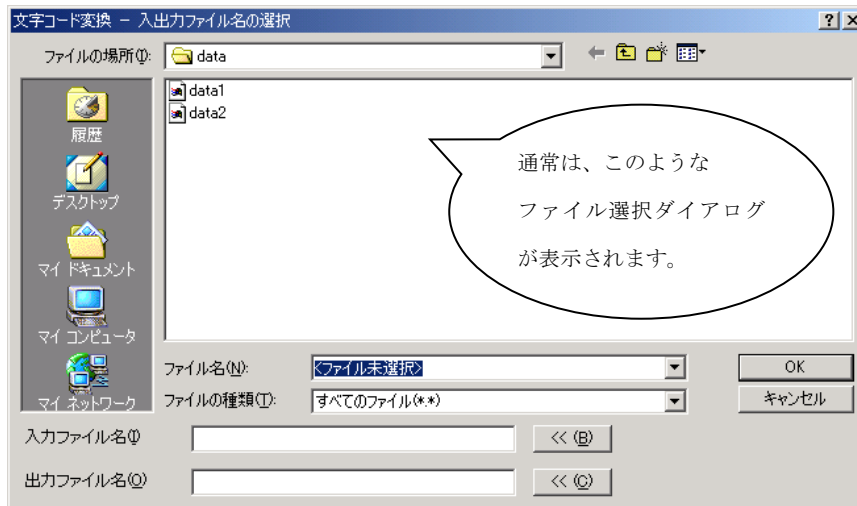 文字コード変換 － 入出力ファイル名の選択
ファイルの場所(I):
data
data1
data2
履歴
デスクトップ
マイ ドキュメント
マイ コンピュータ
マイ ネットワーク
通常は、このような
ファイル選択ダイアログ
が表示されます。
ファイル名(N):
<ファイル未選択>
OK
ファイルの種類(T):
すべてのファイル(*.*)
キャンセル
入力ファイル名(I)
<< (B)
出力ファイル名(O)
<< (C)